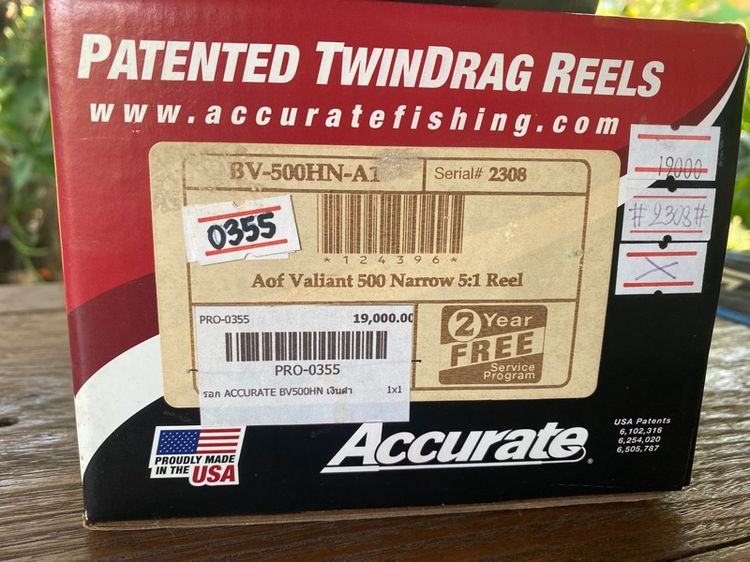 PATENTED TWINDRAG REELS
www.accuratefishing.com
BV-500HN-A1
Serial# 2308
19000
#2308#
X
0355
*124396*
Aof Valiant 500 Narrow 5:1 Reel
PRO-0355 19,000.00
PRO-0355
รอก ACCURATE BV500HN เงินดำ 1x1
2 Year
FREE
Service
Program
PROUDLY MADE
IN THE USA
Accurate®
USA Patents
6,102,316
6,254,020
6,505,787